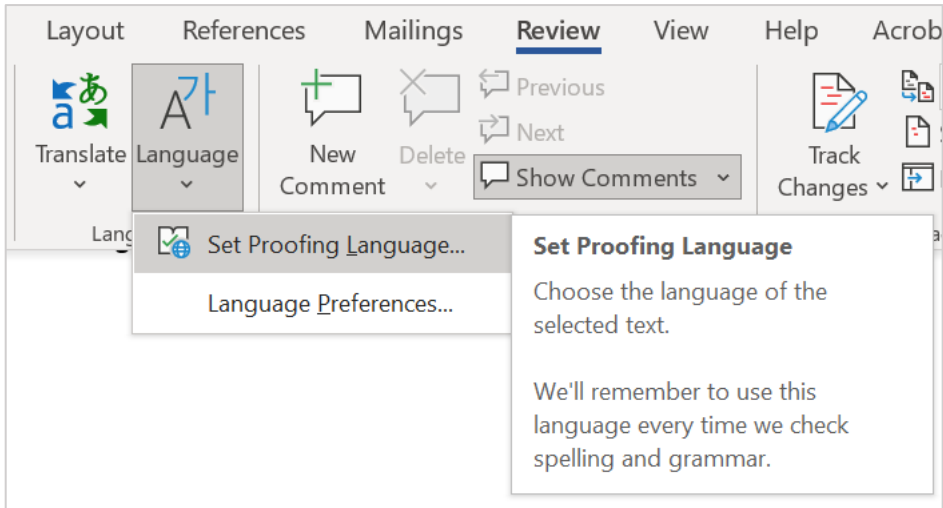 Layout References Mailings Review View Help Acrob
Previous
Next
Translate Language New Comment Delete Show Comments Track Changes
Lang
Set Proofing Language...
Language Preferences...
Set Proofing Language
Choose the language of the
selected text.
We'll remember to use this
language every time we check
spelling and grammar.